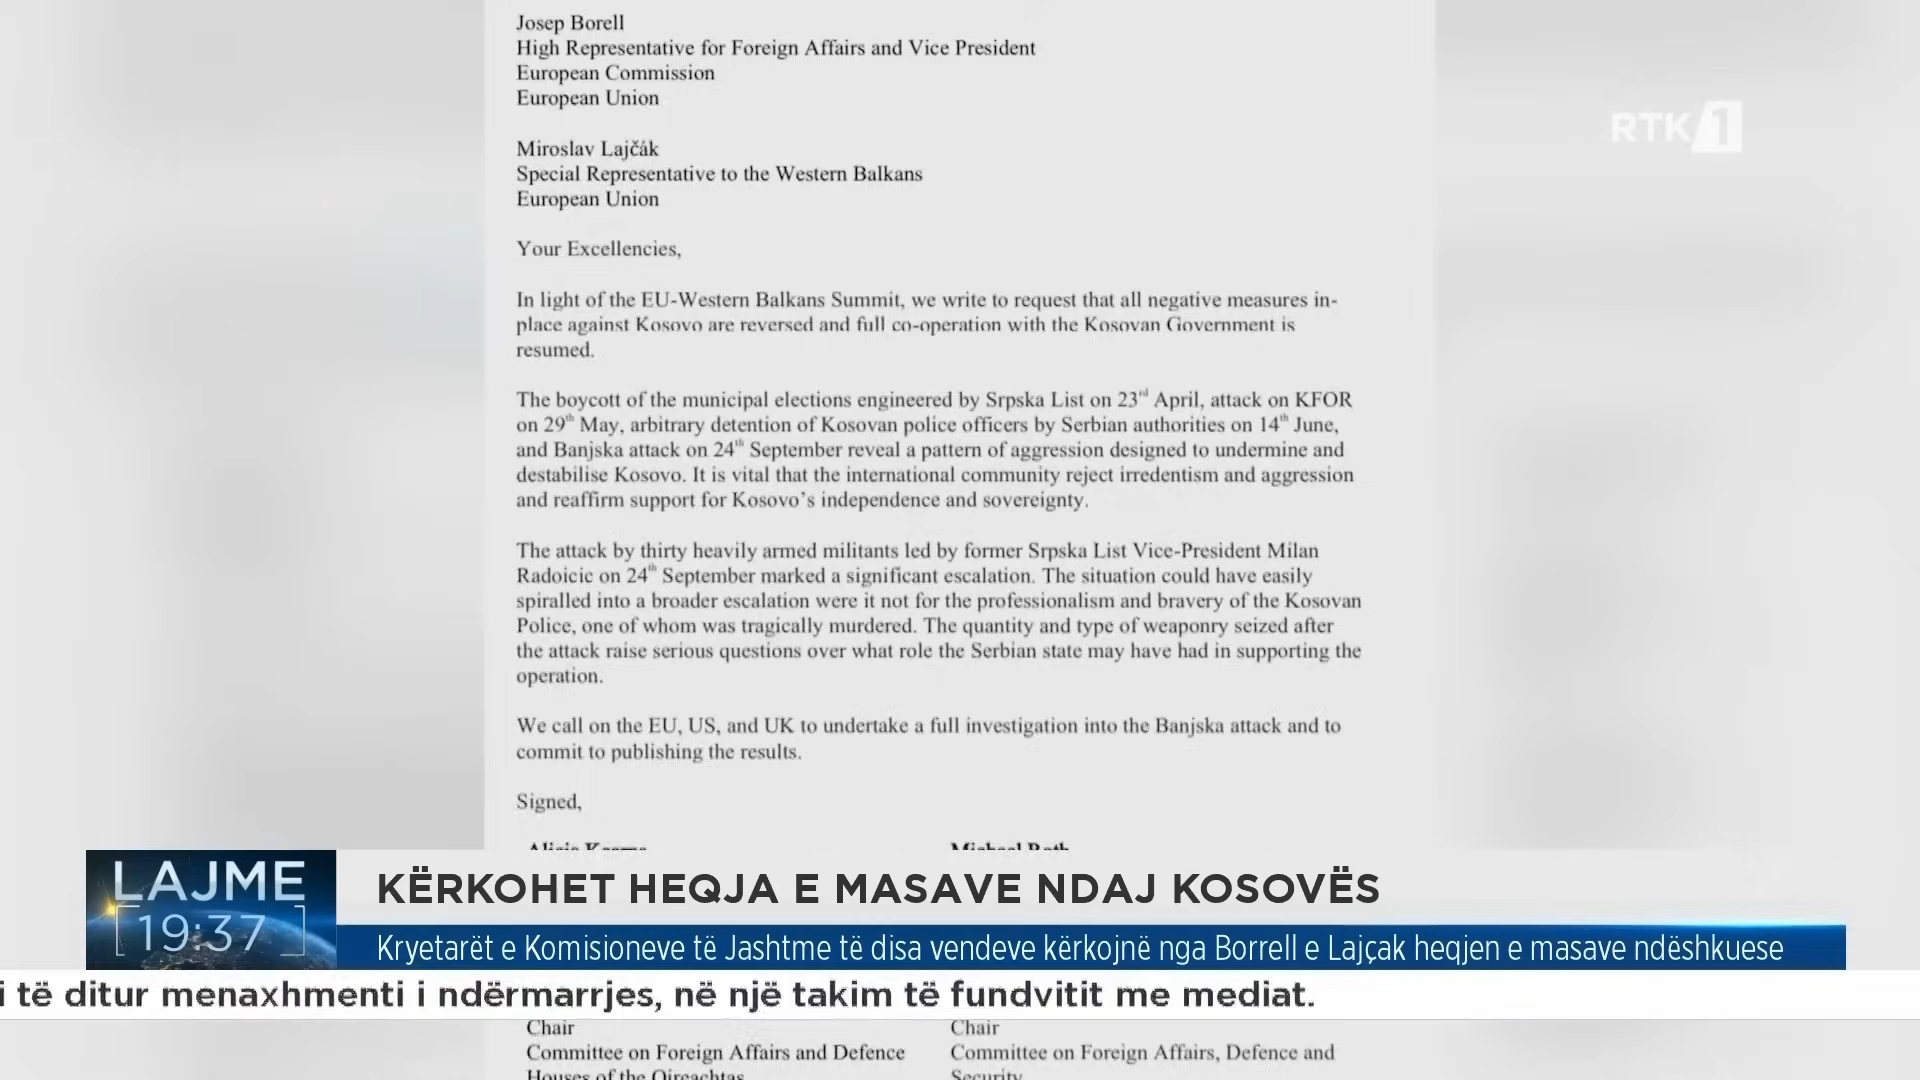 Josep Borell
High Representative for Foreign Affairs and Vice President
European Commission
European Union
RTK 1
Miroslav Lajčák
Special Representative to the Western Balkans
European Union
Your Excellencies,
In light of the EU-Western Balkans Summit, we write to request that all negative measures in-
place against Kosovo are reversed and full co-operation with the Kosovan Government is
resumed.
The boycott of the municipal elections engineered by Srpska List on 23rd April, attack on KFOR
on 29th May, arbitrary detention of Kosovan police officers by Serbian authorities on 14th June,
and Banjska attack on 24th September reveal a pattern of aggression designed to undermine and
destabilise Kosovo. It is vital that the international community reject irredentism and aggression
and reaffirm support for Kosovo's independence and sovereignty.
The attack by thirty heavily armed militants led by former Srpska List Vice-President Milan
Radoicic on 24th September marked a significant escalation. The situation could have easily
spiralled into a broader escalation were it not for the professionalism and bravery of the Kosovan
Police, one of whom was tragically murdered. The quantity and type of weaponry seized after
the attack raise serious questions over what role the Serbian state may have had in supporting the
operation.
We call on the EU, US, and UK to undertake a full investigation into the Banjska attack and to
commit to publishing the results.
Signed,
Michael Roth
LAJME
19:37
KËRKOHET HEQJA E MASAVE NDAJ KOSOVËS
Kryetarët e Komisioneve të Jashtme të disa vendeve kërkojnë nga Borrell e Lajçak heqjen e masave ndëshkuese
i të ditur menaxhmenti i ndërmarrjes, në një takim të fundvitit me mediat.
Chair
Committee on Foreign Affairs and Defence
Houses of the Oireachtas
Chair
Committee on Foreign Affairs, Defence and
Security